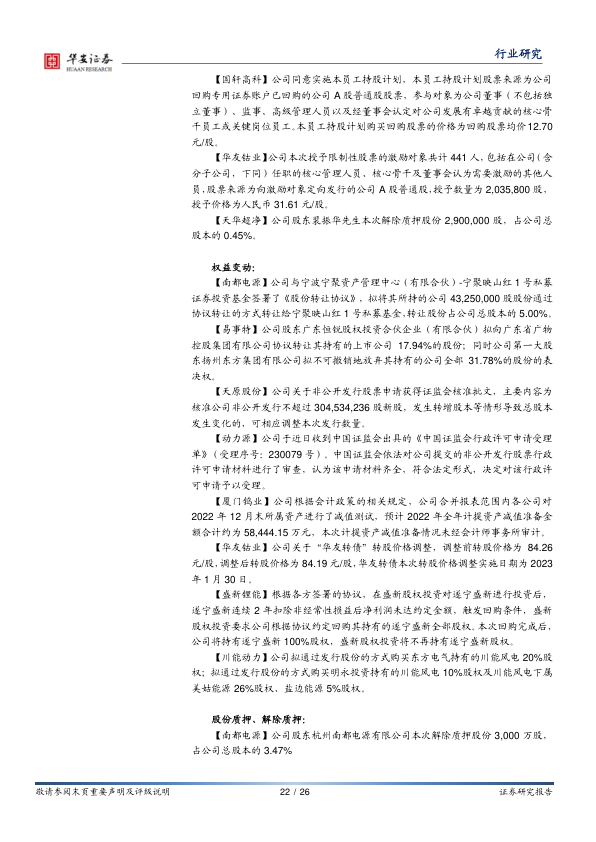 华安证券
HUAAN RESEARCH
行业研究
【国轩高科】公司同意实施本员工持股计划，本员工持股计划股票来源为公司
回购专用证券账户已回购的公司 A 股普通股股票，参与对象为公司董事（不包括独
立董事）、监事、高级管理人员以及经董事会认定对公司发展有卓越贡献的核心骨
干员工或关键岗位员工。本员工持股计划购买回购股票的价格为回购股票均价 12.70
元/股。
【华友钴业】公司本次授予限制性股票的激励对象共计 441 人，包括在公司（含
分子公司，下同）任职的核心管理人员、核心骨干及董事会认为需要激励的其他人
员，股票来源为向激励对象定向发行的公司 A 股普通股，授予数量为 2,035,800 股，
授予价格为人民币 31.61 元/股。
【天华超净】公司股东裴振华先生本次解除质押股份 2,900,000 股，占公司总
股本的 0.45%。
权益变动：
【南都电源】公司与宁波宁聚资产管理中心（有限合伙）-宁聚映山红 1 号私募
证券投资基金签署了《股份转让协议》，拟将其所持的公司 43,250,000 股股份通过
协议转让的方式转让给宁聚映山红 1 号私募基金，转让股份占公司总股本的 5.00%。
【易事特】公司股东广东恒锐股权投资合伙企业（有限合伙）拟向广东省广物
控股集团有限公司协议转让其持有的上市公司 17.94%的股份；同时公司第一大股
东扬州东方集团有限公司拟不可撤销地放弃其持有的公司全部 31.78%的股份的表
决权。
【天原股份】公司关于非公开发行股票申请获得证监会核准批文，主要内容为
核准公司非公开发行不超过 304,534,236 股新股，发生转增股本等情形导致总股本
发生变化的，可相应调整本次发行数量。
【动力源】公司于近日收到中国证监会出具的《中国证监会行政许可申请受理
单》（受理序号：230079 号）。中国证监会依法对公司提交的非公开发行股票行政
许可申请材料进行了审查，认为该申请材料齐全，符合法定形式，决定对该行政许
可申请予以受理。
【厦门钨业】公司根据会计政策的相关规定，公司合并报表范围内各公司对
2022 年 12 月末所属资产进行了减值测试，预计 2022 年全年计提资产减值准备金
额合计约为 58,444.15 万元，本次计提资产减值准备情况未经会计师事务所审计。
【华友钴业】公司关于“华友转债”转股价格调整，调整前转股价格为 84.26
元/股，调整后转股价格为 84.19 元/股，华友转债本次转股价格调整实施日期为 2023
年 1 月 30 日。
【盛新锂能】根据各方签署的协议，在盛新股权投资对遂宁盛新进行投资后，
遂宁盛新连续 2 年扣除非经常性损益后净利润未达约定金额，触发回购条件，盛新
股权投资要求公司根据协议约定回购其持有的遂宁盛新全部股权。本次回购完成后，
公司将持有遂宁盛新 100%股权，盛新股权投资将不再持有遂宁盛新股权。
【川能动力】公司拟通过发行股份的方式购买东方电气持有的川能风电 20%股
权；拟通过发行股份的方式购买明永投资持有的川能风电 10%股权及川能风电下属
美姑能源 26%股权、盐边能源 5%股权。
股份质押、解除质押：
【南都电源】公司股东杭州南都电源有限公司本次解除质押股份 3,000 万股，
占公司总股本的 3.47%
敬请参阅末页重要声明及评级说明
22 / 26
证券研究报告